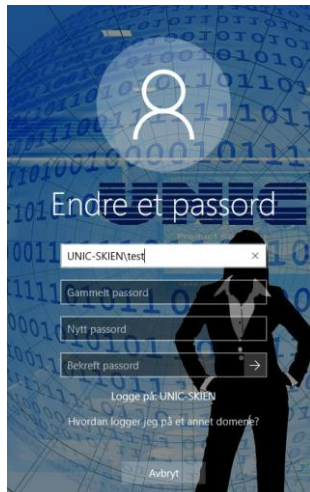 Endre et passord
UNIC
UNIC-SKIEN\test
Gammelt passord
Nytt passord
Bekreft passord
Logge på: UNIC-SKIEN
Hvordan logger jeg på et annet domene?
Avbryt